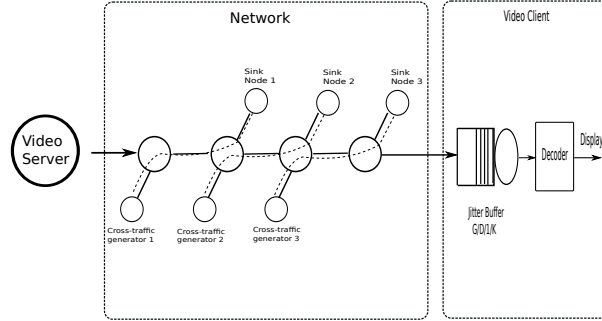 Network
Video Client
Sink
Node 1
Sink
Node 2
Sink
Node 3
Video
Server
Decoder
Display
Cross-traffic
generator 1
Cross-traffic
generator 2
Cross-traffic
generator 3
Jitter Buffer
G/D/1/K